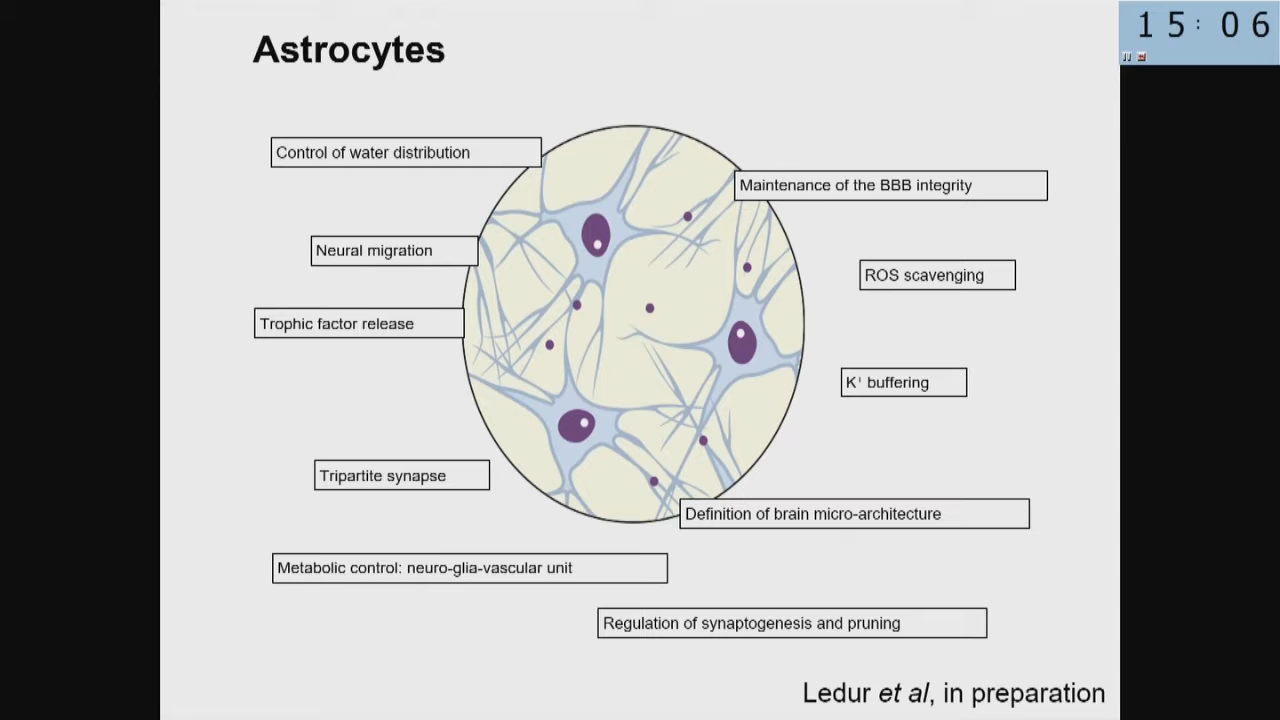 15:06
Astrocytes
Control of water distribution
Maintenance of the BBB integrity
Neural migration
ROS scavenging
Trophic factor release
K⁺ buffering
Tripartite synapse
Definition of brain micro-architecture
Metabolic control: neuro-glia-vascular unit
Regulation of synaptogenesis and pruning
Ledur et al, in preparation